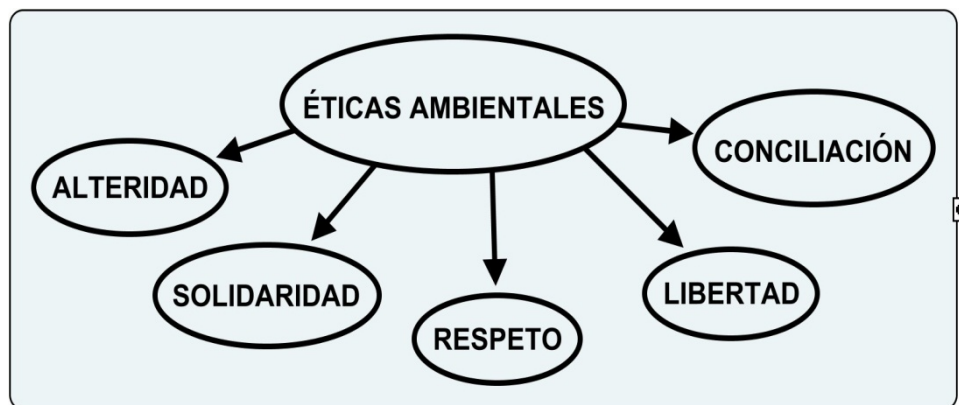 ÉTICAS AMBIENTALES
ALTERIDAD
SOLIDARIDAD
RESPETO
LIBERTAD
CONCILIACIÓN